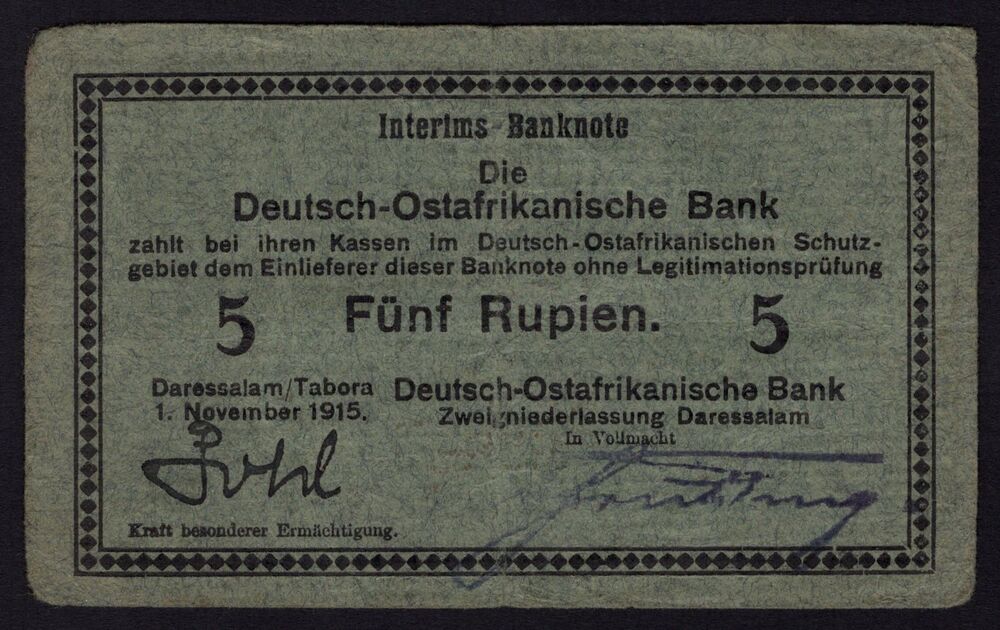 Interims Banknote
Die
Deutsch-Ostafrikanische Bank
zahlt bei ihren Kassen im Deutsch-Ostafrikanischen Schutz-
gebiet dem Einlieferer dieser Banknote ohne Legitimationsprüfung
5 Fünf Rupien. 5
Daressalam/Tabora Deutsch-Ostafrikanische Bank
1. November 1915. Zweigniederlassung Daressalam
In Vollmacht
Kraft besonderer Ermächtigung.